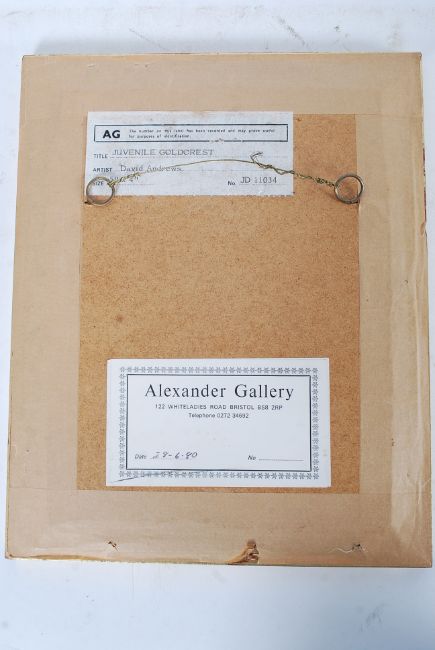 AG The number on this label has been recorded and may prove useful
for purposes of identification.
TITLE JUVENILE GOLDCREST
ARTIST David Andrews
SIZE No JD 11034
Alexander Gallery
122 WHITELADIES ROAD BRISTOL BS8 2RP
Telephone 0272 34692
Date 28-6-80 No